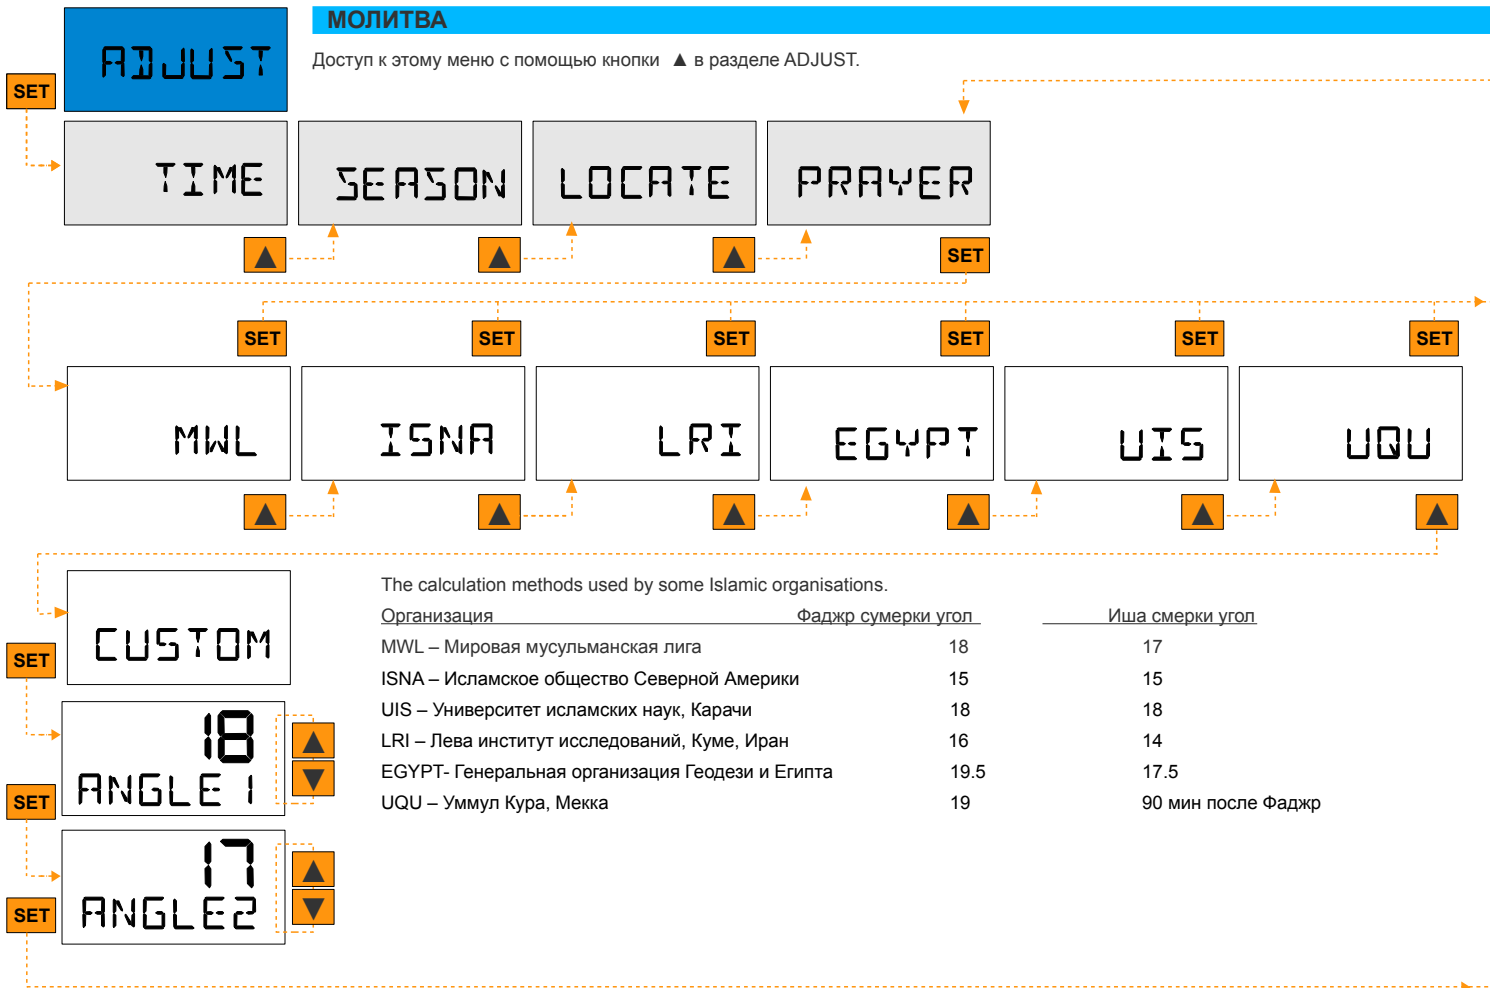 МОЛИТВА
ADJUST
Доступ к этому меню с помощью кнопки ▲ в разделе ADJUST.
SET
TIME SEASON LOCATE PRAYER
▲ ▲ ▲ SET
SET SET SET SET SET SET
MWL ISNA LRI EGYPT UIS UQU
▲ ▲ ▲ ▲ ▲ ▲
CUSTOM
SET
18
ANGLE1
▲
▼
SET
17
ANGLE2
▲
▼
SET
The calculation methods used by some Islamic organisations.
Организация Фаджр сумерки угол Иша смерки угол
MWL – Мировая мусульманская лига 18 17
ISNA – Исламское общество Северной Америки 15 15
UIS – Университет исламских наук, Карачи 18 18
LRI – Лева институт исследований, Куме, Иран 16 14
EGYPT- Генеральная организация Геодези и Египта 19.5 17.5
UQU – Уммул Кура, Мекка 19 90 мин после Фаджр